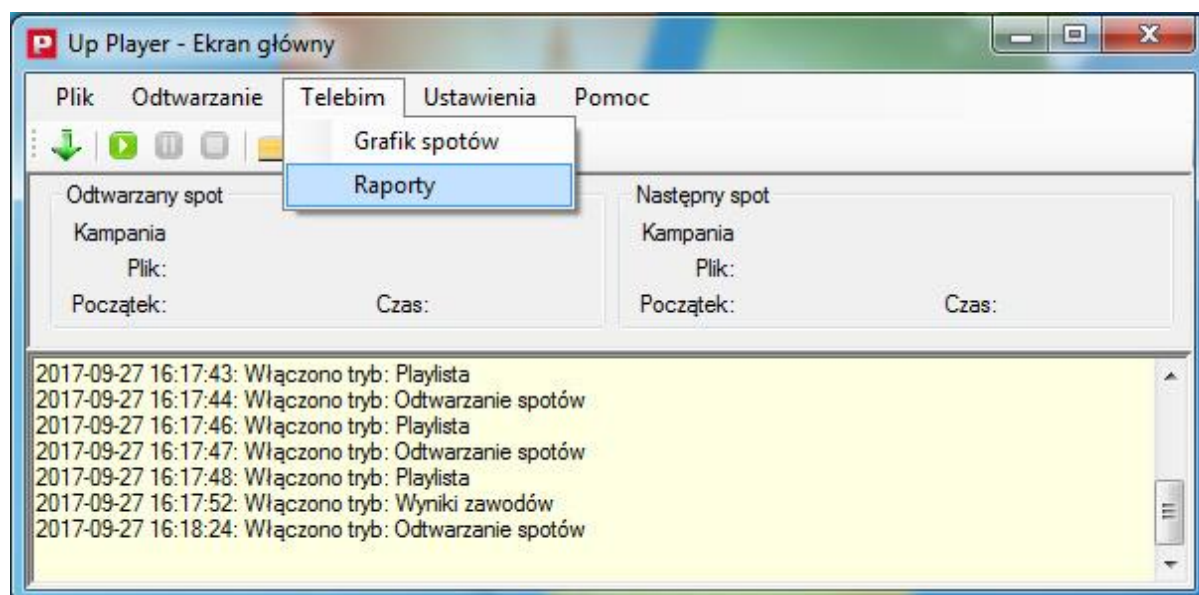 P Up Player - Ekran główny
Plik Odtwarzanie Telebim Ustawienia Pomoc
Grafik spotów
Raporty
Odtwarzany spot
Kampania
Plik:
Początek: Czas:
Następny spot
Kampania
Plik:
Początek: Czas:
2017-09-27 16:17:43: Włączono tryb: Playlista
2017-09-27 16:17:44: Włączono tryb: Odtwarzanie spotów
2017-09-27 16:17:46: Włączono tryb: Playlista
2017-09-27 16:17:47: Włączono tryb: Odtwarzanie spotów
2017-09-27 16:17:48: Włączono tryb: Playlista
2017-09-27 16:17:52: Włączono tryb: Wyniki zawodów
2017-09-27 16:18:24: Włączono tryb: Odtwarzanie spotów